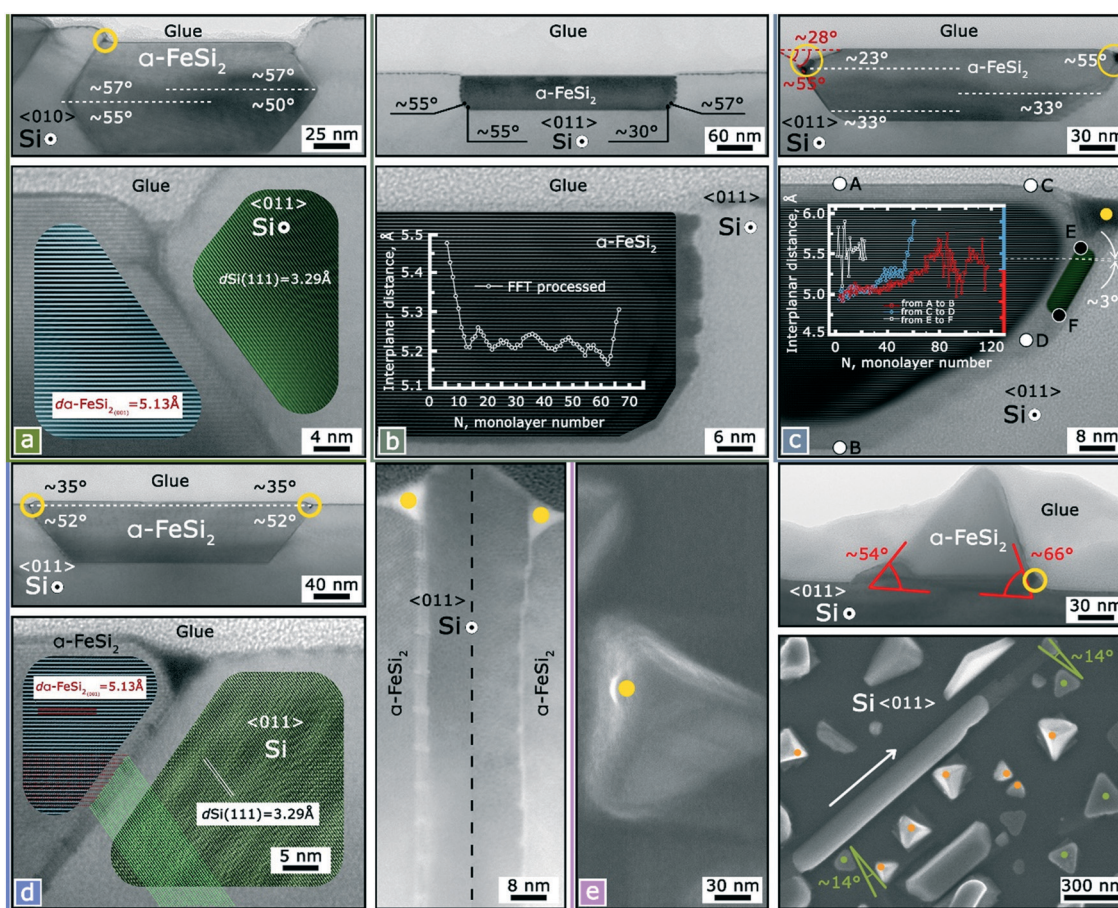 Glue
α-FeSi₂
~57°
~57°
~55°
~50°
<010>
Si
25 nm
Glue
<011>
Si
dSi(111)=3.29Å
dα-FeSi₂₍₀₀₁₎=5.13Å
a
4 nm
Glue
α-FeSi₂
~55°
~57°
~55°
<011>
~30°
Si
60 nm
Glue
<011>
Si
α-FeSi₂
Interplanar distance, Å
5.5
5.4
5.3
5.2
5.1
FFT processed
0 10 20 30 40 50 60 70
N, monolayer number
b
6 nm
~28°
Glue
~23°
α-FeSi₂
~55°
~55°
~33°
<011>
~33°
Si
30 nm
A
Glue
C
Interplanar distance, Å
6.0
5.0
4.5
from A to B
from C to D
from E to F
0 20 40 60 80 100 130
N, monolayer number
E
~3°
F
D
<011>
Si
c
B
8 nm
~35°
Glue
~35°
~52°
α-FeSi₂
~52°
<011>
Si
40 nm
α-FeSi₂
Glue
dα-FeSi₂₍₀₀₁₎=5.13Å
<011>
Si
dSi(111)=3.29Å
d
5 nm
<011>
Si
α-FeSi₂
α-FeSi₂
8 nm
e
30 nm
Glue
α-FeSi₂
~54°
~66°
<011>
Si
30 nm
~14°
Si <011>
~14°
300 nm